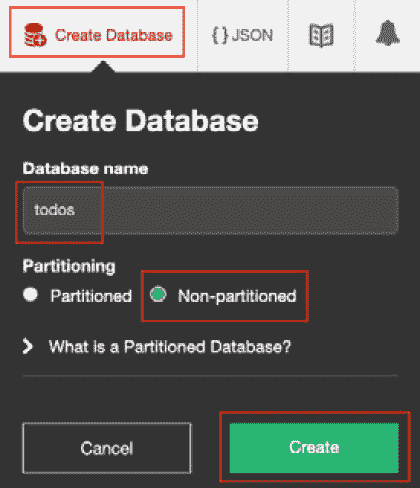 Create Database
{ } JSON
Create Database
Database name
todos
Partitioning
Partitioned Non-partitioned
What is a Partitioned Database?
Cancel Create